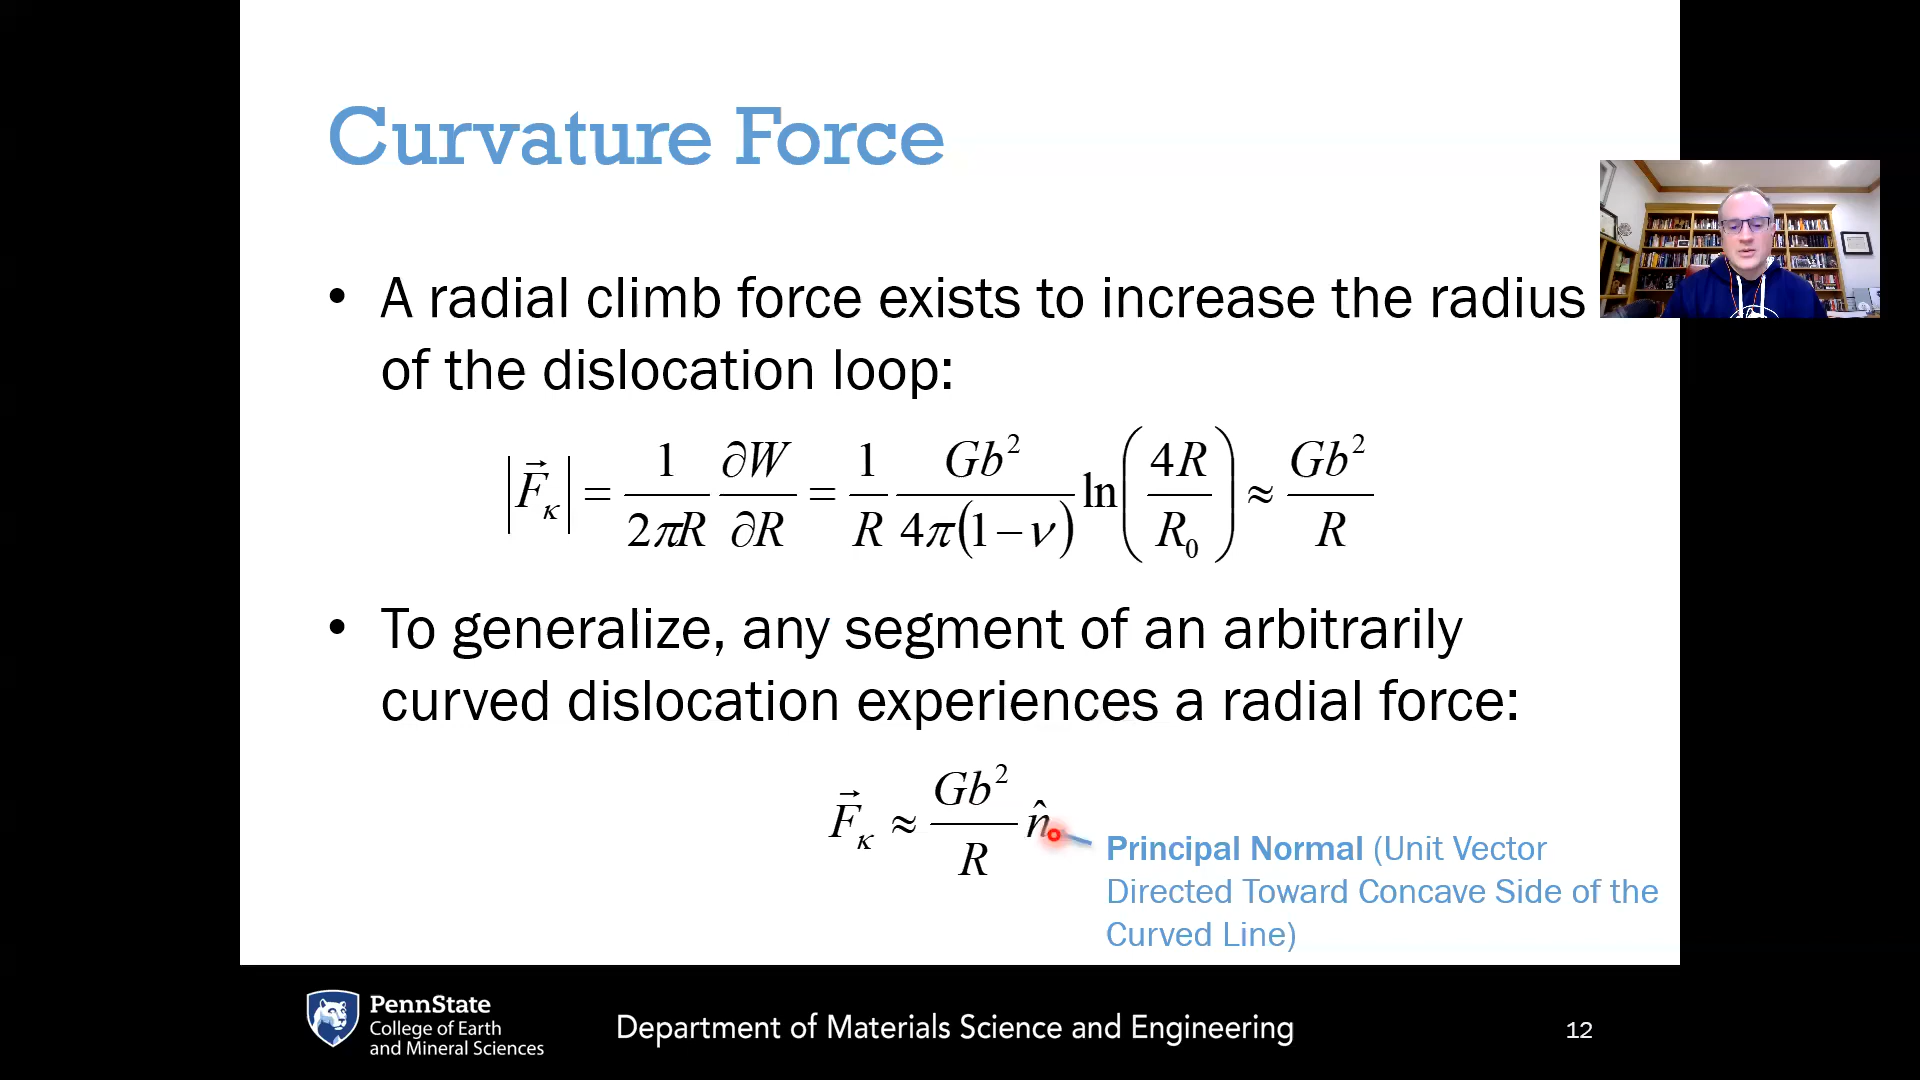 Curvature Force
• A radial climb force exists to increase the radius
of the dislocation loop:
|F⃗_κ| = 1/(2πR) ∂W/∂R = 1/R Gb²/(4π(1−ν)) ln(4R/R₀) ≈ Gb²/R
• To generalize, any segment of an arbitrarily
curved dislocation experiences a radial force:
F⃗_κ ≈ Gb²/R n̂
Principal Normal (Unit Vector
Directed Toward Concave Side of the
Curved Line)
PennState
College of Earth
and Mineral Sciences
Department of Materials Science and Engineering
12